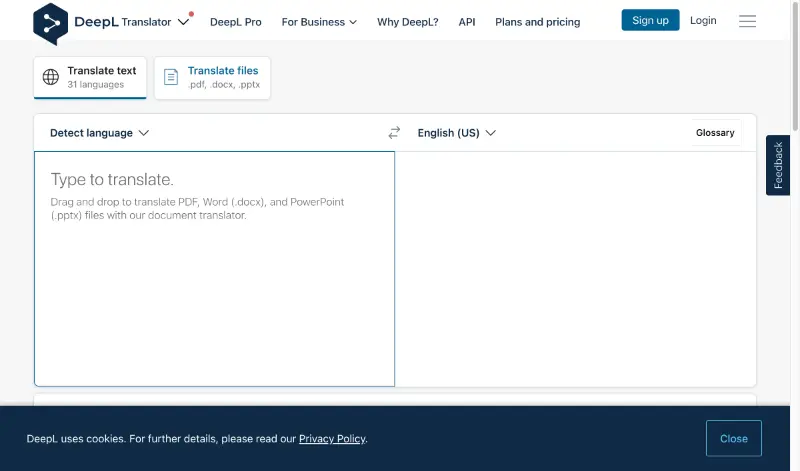 DeepL Translator DeepL Pro For Business Why DeepL? API Plans and pricing Sign up Login
Translate text
31 languages
Translate files
.pdf, .docx, .pptx
Detect language English (US) Glossary
Feedback
Type to translate.
Drag and drop to translate PDF, Word (.docx), and PowerPoint
(.pptx) files with our document translator.
DeepL uses cookies. For further details, please read our Privacy Policy.
Close